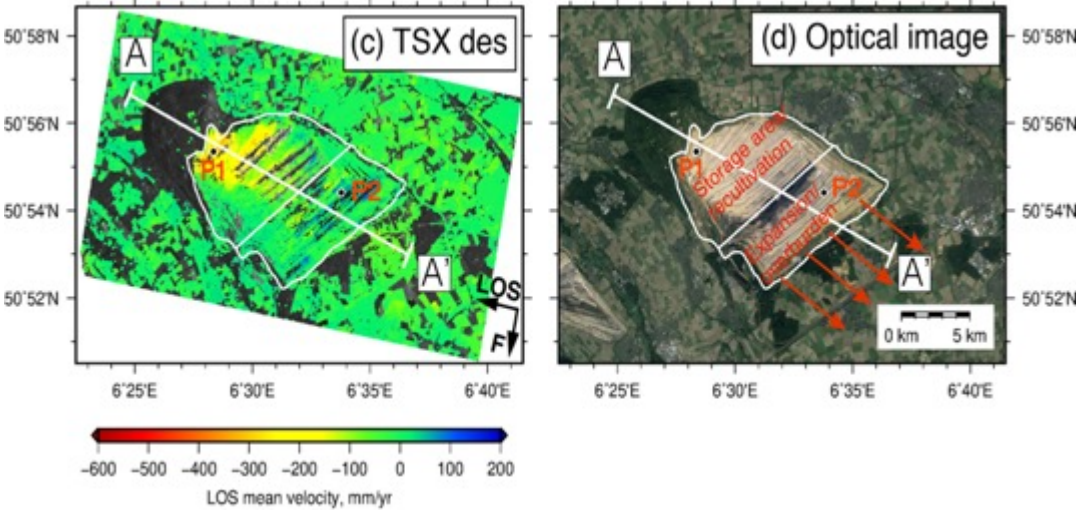 (c) TSX des
(d) Optical image
50˚58'N
50˚56'N
50˚54'N
50˚52'N
A
P1
P2
A'
LOS
F
6˚25'E
6˚30'E
6˚35'E
6˚40'E
−600
−500
−400
−300
−200
−100
0
100
200
LOS mean velocity, mm/yr
A
P1
Storage area/
recultivation
P2
Expansion/
A'
0 km
5 km
50˚58'N
50˚56'N
50˚54'N
50˚52'N
6˚25'E
6˚30'E
6˚35'E
6˚40'E